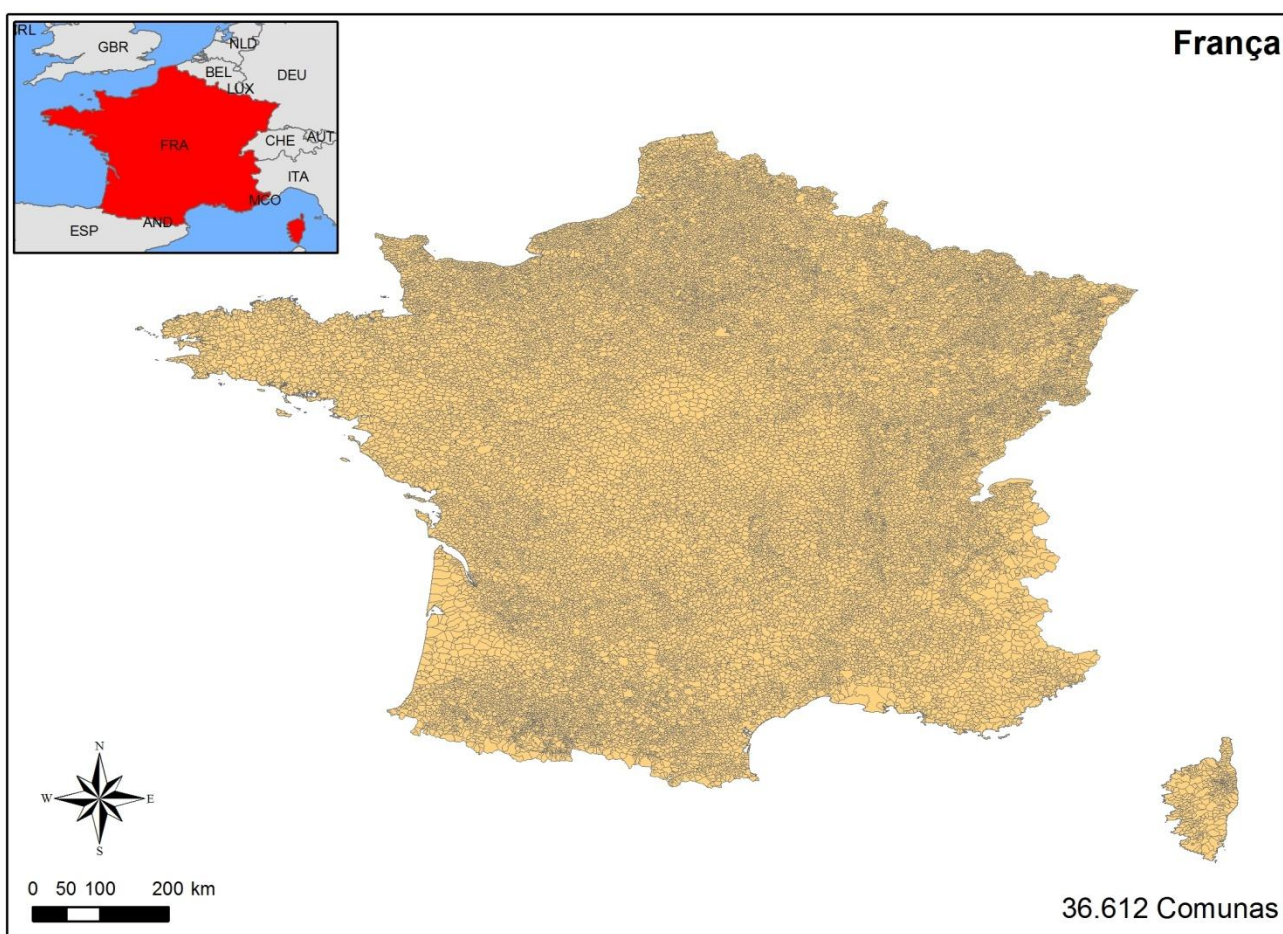 França
IRL
GBR
NLD
BEL
DEU
LUX
FRA
CHE
AUT
ITA
MCO
AND
ESP
N
W
E
S
0 50 100 200 km
36.612 Comunas